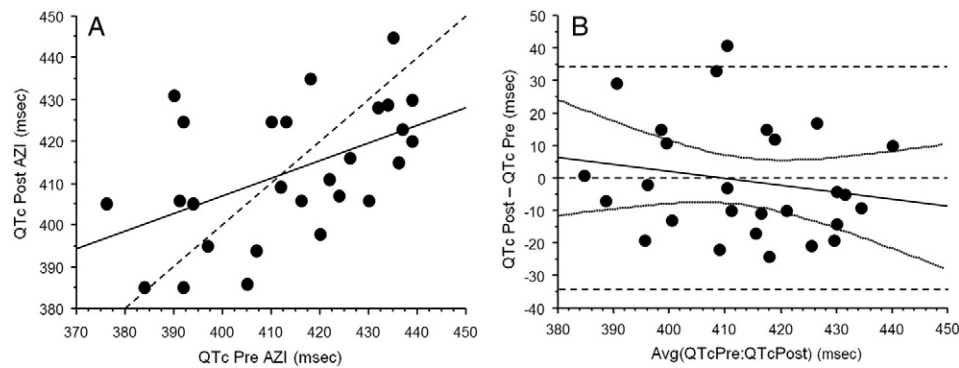 A
QTc Post AZI (msec)
450
440
430
420
410
400
390
380
370 380 390 400 410 420 430 440 450
QTc Pre AZI (msec)
B
QTc Post – QTc Pre (msec)
50
40
30
20
10
0
-10
-20
-30
-40
380 390 400 410 420 430 440 450
Avg(QTcPre:QTcPost) (msec)